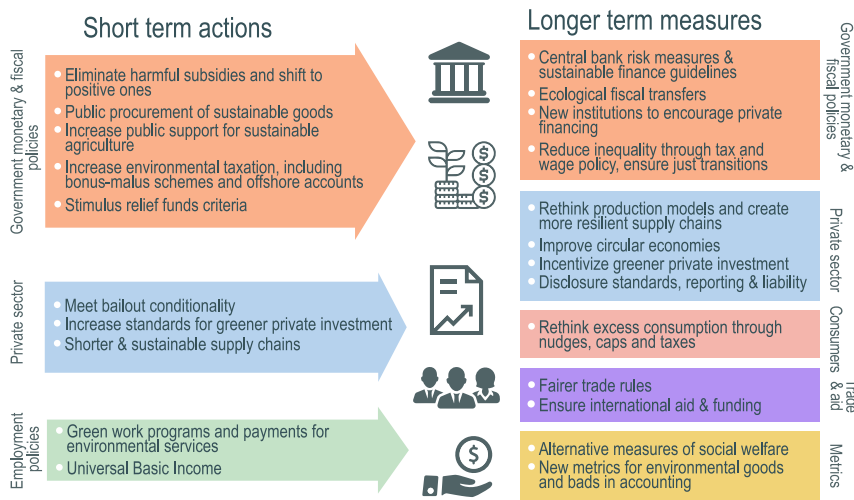 Short term actions
Government monetary & fiscal
policies
• Eliminate harmful subsidies and shift to
positive ones
• Public procurement of sustainable goods
• Increase public support for sustainable
agriculture
• Increase environmental taxation, including
bonus-malus schemes and offshore accounts
• Stimulus relief funds criteria
Private sector
• Meet bailout conditionality
• Increase standards for greener private investment
• Shorter & sustainable supply chains
Employment
policies
• Green work programs and payments for
environmental services
• Universal Basic Income
$
$
$
$
Longer term measures
• Central bank risk measures &
sustainable finance guidelines
• Ecological fiscal transfers
• New institutions to encourage private
financing
• Reduce inequality through tax and
wage policy, ensure just transitions
Government monetary &
fiscal policies
• Rethink production models and create
more resilient supply chains
• Improve circular economies
• Incentivize greener private investment
• Disclosure standards, reporting & liability
Private sector
• Rethink excess consumption through
nudges, caps and taxes
Consumers
• Fairer trade rules
• Ensure international aid & funding
Trade
& aid
• Alternative measures of social welfare
• New metrics for environmental goods
and bads in accounting
Metrics